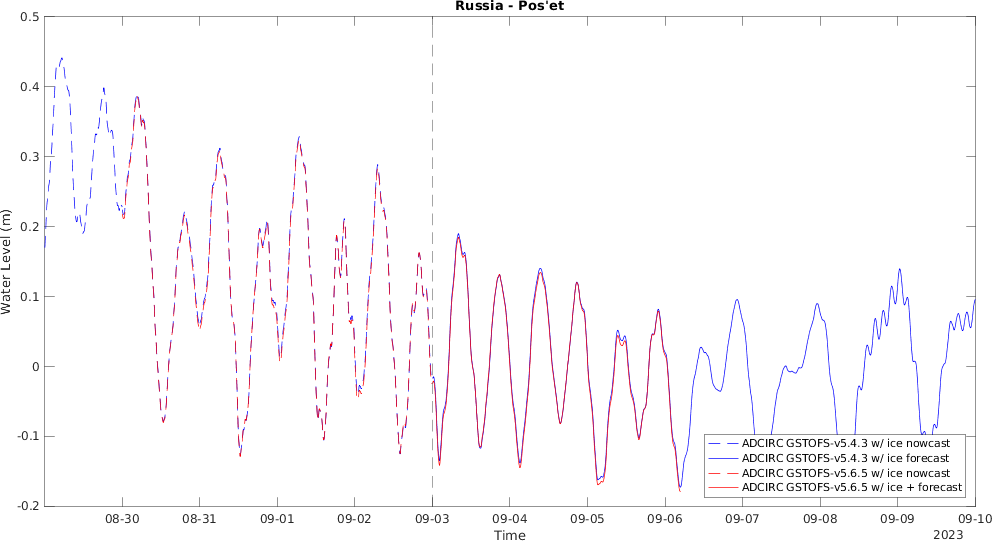 Russia - Pos'et
Water Level (m)
0.5
0.4
0.3
0.2
0.1
0
-0.1
-0.2
ADCIRC GSTOFS-v5.4.3 w/ ice nowcast
ADCIRC GSTOFS-v5.4.3 w/ ice forecast
ADCIRC GSTOFS-v5.6.5 w/ ice nowcast
ADCIRC GSTOFS-v5.6.5 w/ ice + forecast
08-30 08-31 09-01 09-02 09-03 09-04 09-05 09-06 09-07 09-08 09-09 09-10
Time
2023